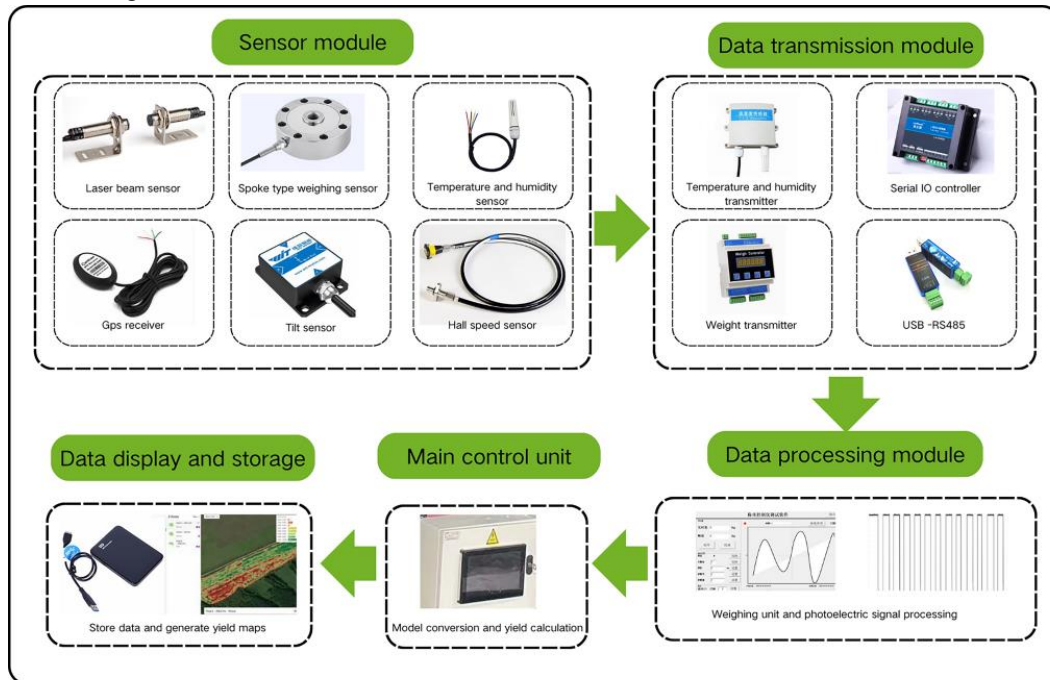 Sensor module
Data transmission module
Laser beam sensor
Spoke type weighing sensor
Temperature and humidity
sensor
Temperature and humidity
transmitter
Serial IO controller
Gps receiver
Tilt sensor
Hall speed sensor
Weigh Controller
Weight transmitter
USB -RS485
Data display and storage
Main control unit
Data processing module
Store data and generate yield maps
Model conversion and yield calculation
Weighing unit and photoelectric signal processing